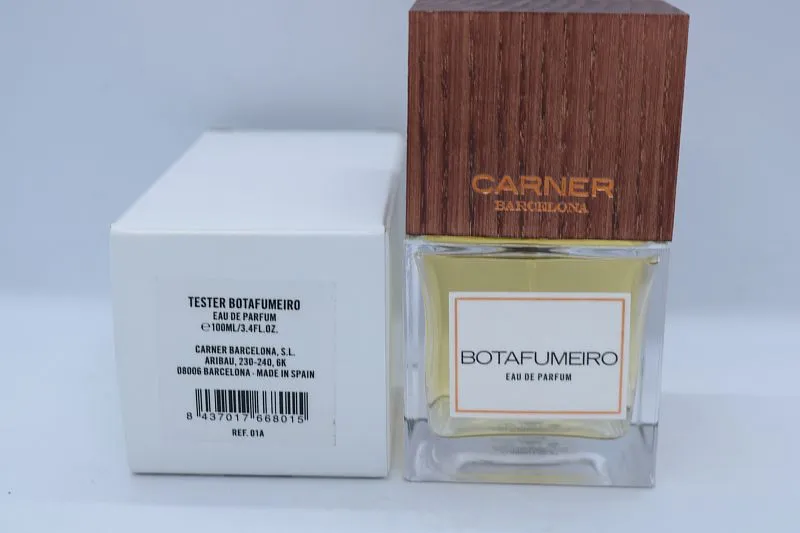 TESTER BOTAFUMEIRO
EAU DE PARFUM
℮100ML/3.4FL.OZ.
CARNER BARCELONA, S.L.
ARIBAU, 230-240, 6K
08006 BARCELONA · MADE IN SPAIN
8 437017 668015
REF. 01A
CARNER
BARCELONA
BOTAFUMEIRO
EAU DE PARFUM